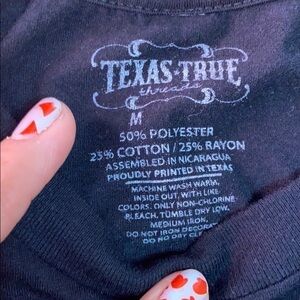 TEXAS TRUE
threads
M
50% POLYESTER
25% COTTON / 25% RAYON
ASSEMBLED IN NICARAGUA
PROUDLY PRINTED IN TEXAS
MACHINE WASH WARM,
INSIDE OUT, WITH LIKE
COLORS. ONLY NON-CHLORINE
BLEACH. TUMBLE DRY LOW.
MEDIUM IRON.
DO NOT IRON DECORAT
DO NOT DRY CLE